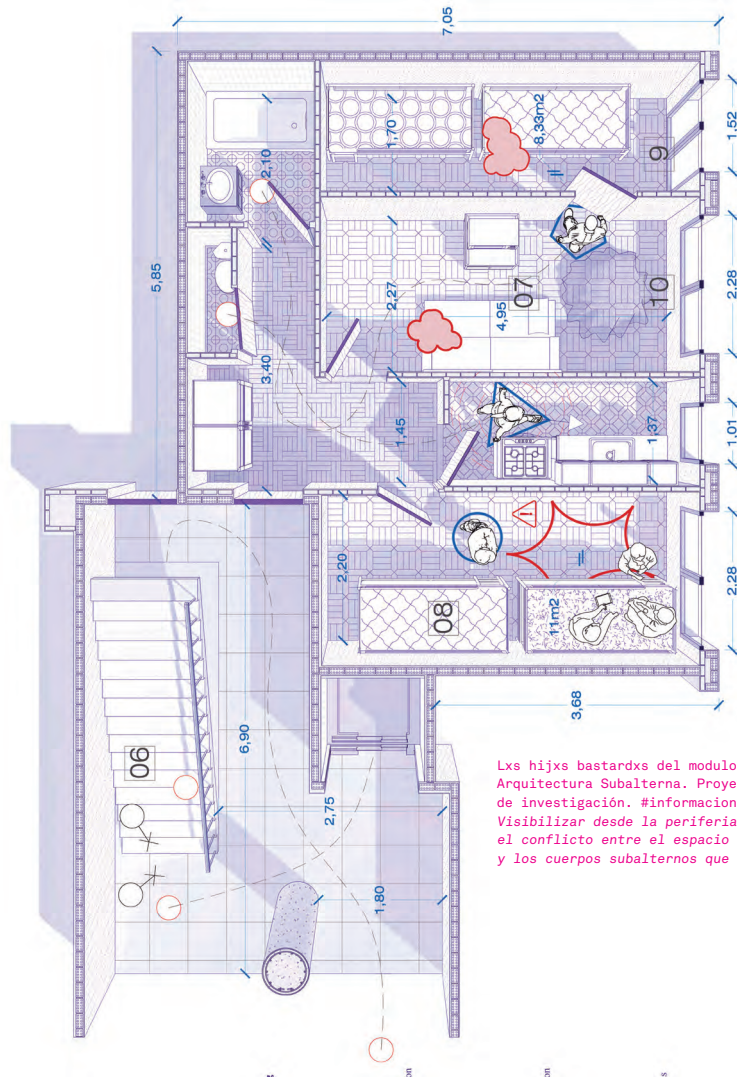 7,05
5,85
2,10
1,70
8,33m2
9
1,52
2,27
07
4,95
10
2,28
3,40
1,45
1,37
1,01
2,20
08
11m2
2,28
3,68
06
6,90
2,75
1,80
Lxs hijxs bastardxs del modulo
Arquitectura Subalterna. Proye
de investigación. #informacion
Visibilizar desde la periferia
el conflicto entre el espacio
y los cuerpos subalternos que
s
on
on
s